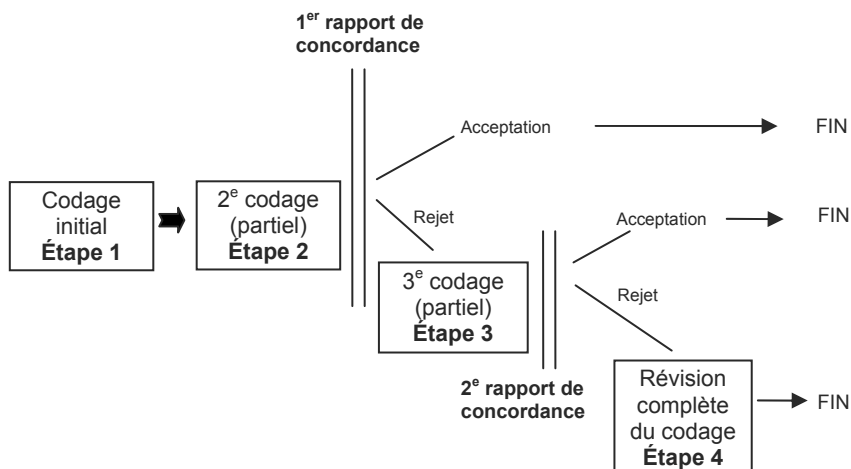 1er rapport de
concordance
Acceptation
FIN
Codage
initial
Étape 1
2e codage
(partiel)
Étape 2
Rejet
Acceptation
FIN
3e codage
(partiel)
Étape 3
Rejet
2e rapport de
concordance
Révision
complète
du codage
Étape 4
FIN